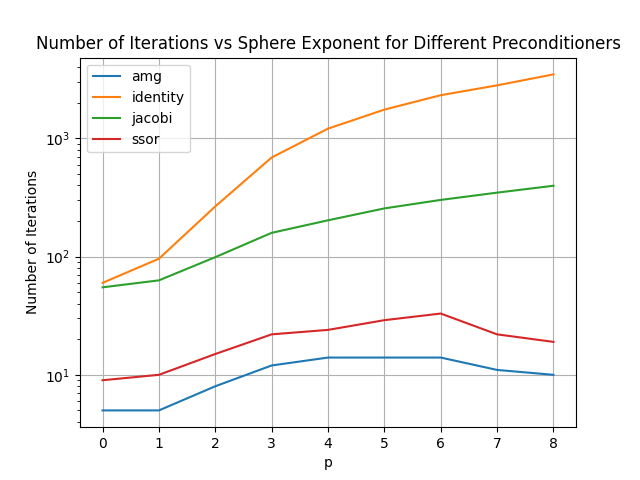 Number of Iterations vs Sphere Exponent for Different Preconditioners
amg
identity
jacobi
ssor
Number of Iterations
10³
10²
10¹
0 1 2 3 4 5 6 7 8
p